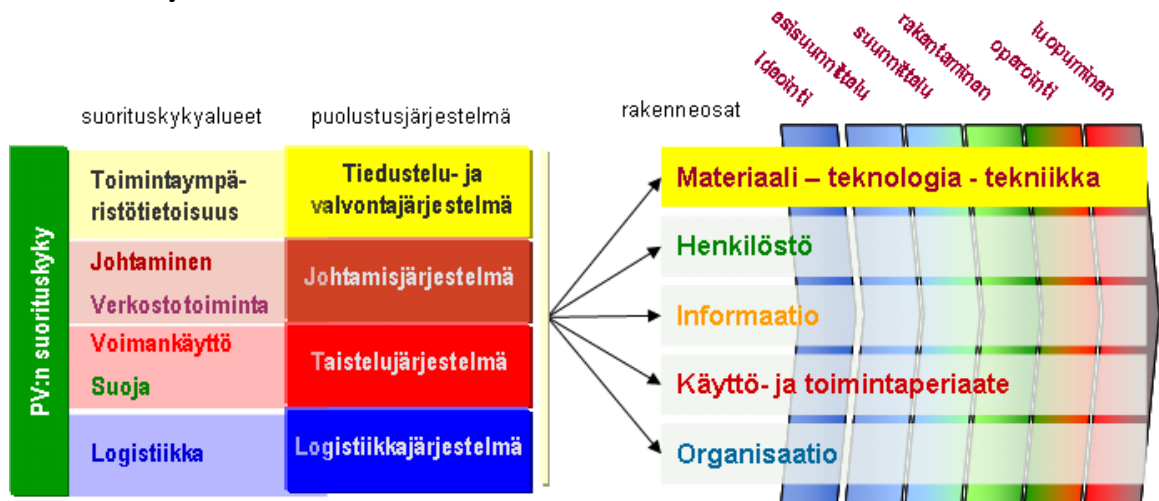 Ideointi
esisuunnittelu
suunnittelu
rakentaminen
operointi
luopuminen
suorituskykyalueet
puolustusjärjestelmä
rakenneosat
PV:n suorituskyky
Toimintaympä-
ristötietoisuus
Tiedustelu- ja
valvontajärjestelmä
Johtaminen
Verkostotoiminta
Johtamisjärjestelmä
Voimankäyttö
Suoja
Taistelujärjestelmä
Logistiikka
Logistiikkajärjestelmä
Materiaali – teknologia - tekniikka
Henkilöstö
Informaatio
Käyttö- ja toimintaperiaate
Organisaatio